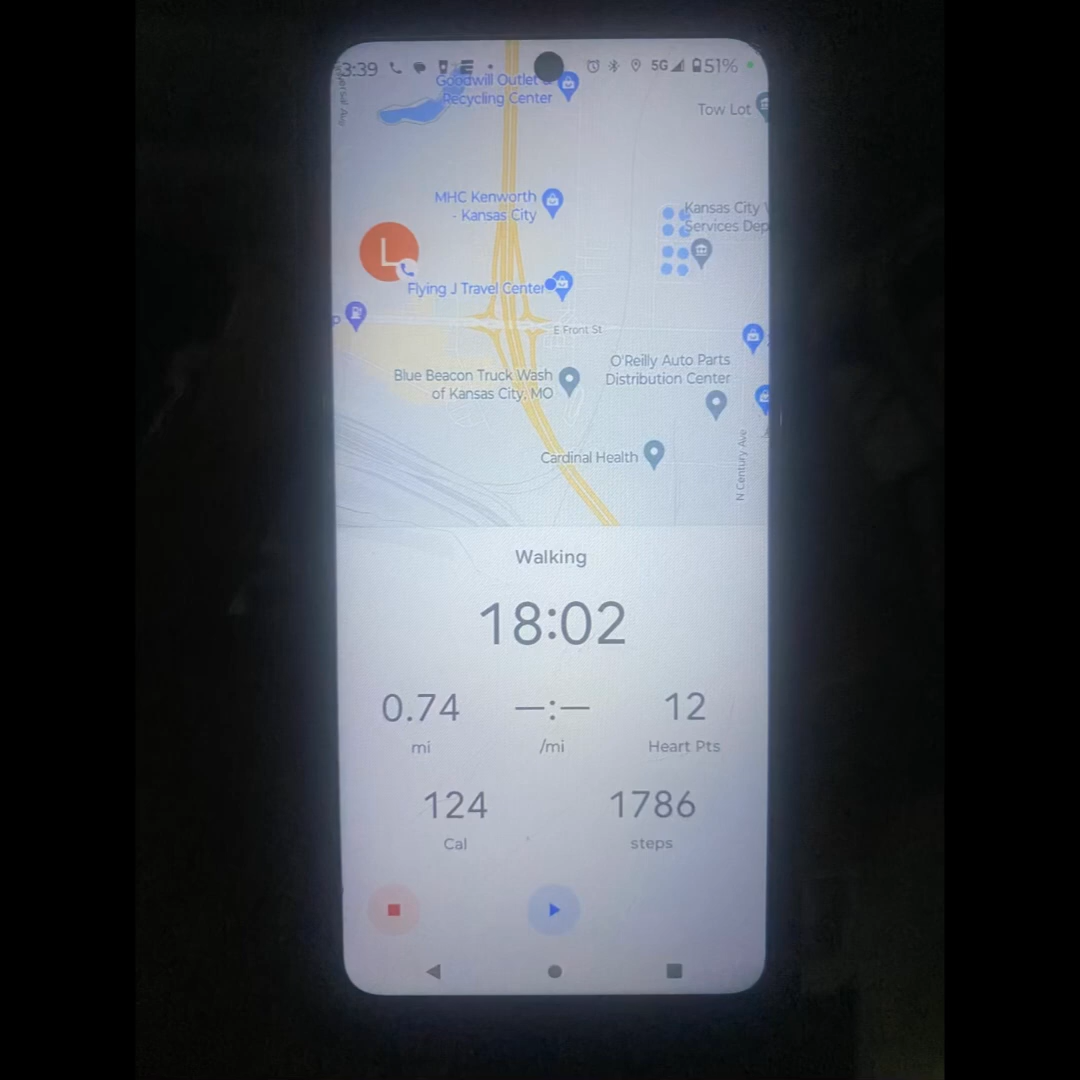 3:39
5G
51%
Goodwill Outlet &
Recycling Center
Tow Lot
MHC Kenworth
- Kansas City
Kansas City V
Services Dep
L
Flying J Travel Center
E Front St
O'Reilly Auto Parts
Distribution Center
Blue Beacon Truck Wash
of Kansas City, MO
Cardinal Health
N Century Ave
Walking
18:02
0.74
—:—
12
mi
/mi
Heart Pts
124
1786
Cal
steps